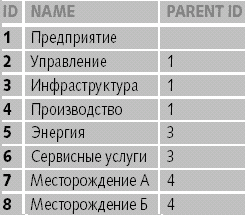 ID NAME PARENT ID
1 Предприятие
2 Управление 1
3 Инфраструктура 1
4 Производство 1
5 Энергия 3
6 Сервисные услуги 3
7 Месторождение А 4
8 Месторождение Б 4